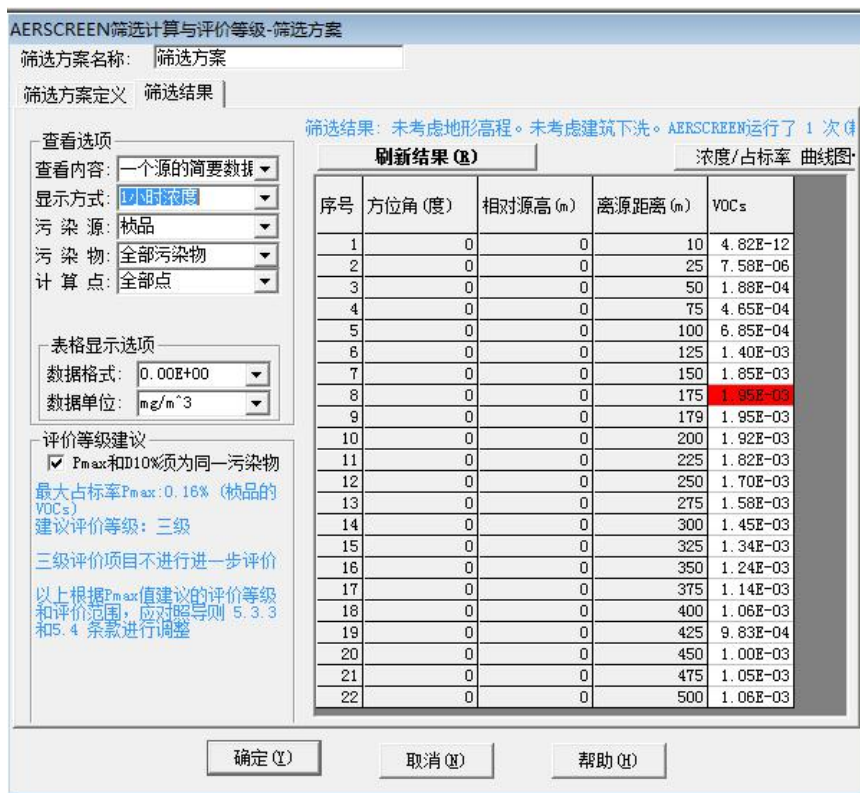 AERSCREEN筛选计算与评价等级-筛选方案
筛选方案名称: 筛选方案
筛选方案定义 筛选结果
筛选结果: 未考虑地形高程。未考虑建筑下洗。AERSCREEN运行了 1 次
查看选项
查看内容: 一个源的简要数据
显示方式: 1小时浓度
污 染 源: 桢品
污 染 物: 全部污染物
计 算 点: 全部点
表格显示选项
数据格式: 0.00E+00
数据单位: mg/m^3
评价等级建议
Pmax和D10%须为同一污染物
最大占标率Pmax:0.16% (桢品的
VOCs)
建议评价等级: 三级
三级评价项目不进行进一步评价
以上根据Pmax值建议的评价等级
和评价范围, 应对照导则 5.3.3
和5.4 条款进行调整
刷新结果(R) 浓度/占标率 曲线图
序号 方位角(度) 相对源高(m) 离源距离(m) VOCs
1 0 0 10 4.82E-12
2 0 0 25 7.58E-06
3 0 0 50 1.88E-04
4 0 0 75 4.65E-04
5 0 0 100 6.85E-04
6 0 0 125 1.40E-03
7 0 0 150 1.85E-03
8 0 0 175 1.95E-03
9 0 0 179 1.95E-03
10 0 0 200 1.92E-03
11 0 0 225 1.82E-03
12 0 0 250 1.70E-03
13 0 0 275 1.58E-03
14 0 0 300 1.45E-03
15 0 0 325 1.34E-03
16 0 0 350 1.24E-03
17 0 0 375 1.14E-03
18 0 0 400 1.06E-03
19 0 0 425 9.83E-04
20 0 0 450 1.00E-03
21 0 0 475 1.05E-03
22 0 0 500 1.06E-03
确定(Y) 取消(N) 帮助(H)